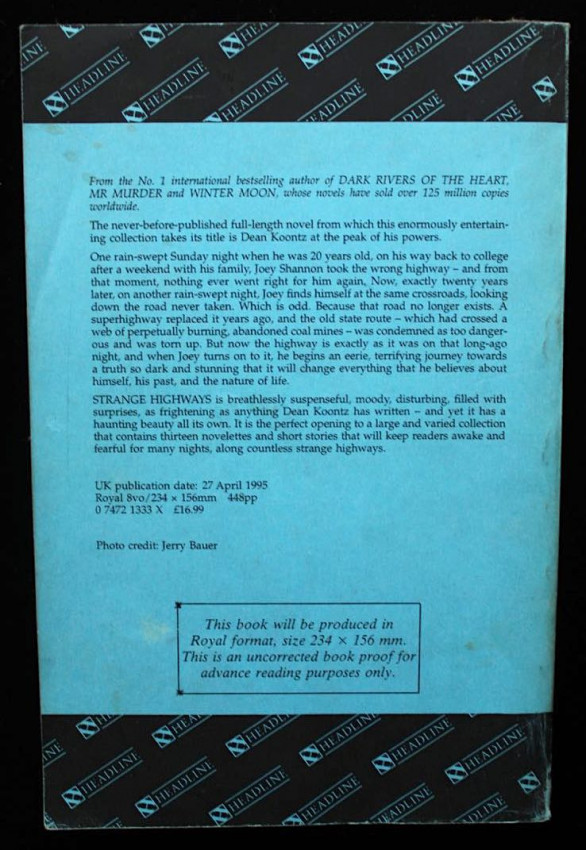 HEADLINE HEADLINE HEADLINE HEADLINE HEADLINE HEADLINE
HEADLINE HEADLINE HEADLINE HEADLINE HEADLINE
From the No. 1 international bestselling author of DARK RIVERS OF THE HEART,
MR MURDER and WINTER MOON, whose novels have sold over 125 million copies
worldwide.
The never-before-published full-length novel from which this enormously entertain-
ing collection takes its title is Dean Koontz at the peak of his powers.
One rain-swept Sunday night when he was 20 years old, on his way back to college
after a weekend with his family, Joey Shannon took the wrong highway – and from
that moment, nothing ever went right for him again, Now, exactly twenty years
later, on another rain-swept night, Joey finds himself at the same crossroads, looking
down the road never taken. Which is odd. Because that road no longer exists. A
superhighway replaced it years ago, and the old state route – which had crossed a
web of perpetually burning, abandoned coal mines – was condemned as too danger-
ous and was torn up. But now the highway is exactly as it was on that long-ago
night, and when Joey turns on to it, he begins an eerie, terrifying journey towards
a truth so dark and stunning that it will change everything that he believes about
himself, his past, and the nature of life.
STRANGE HIGHWAYS is breathlessly suspenseful, moody, disturbing, filled with
surprises, as frightening as anything Dean Koontz has written – and yet it has a
haunting beauty all its own. It is the perfect opening to a large and varied collection
that contains thirteen novelettes and short stories that will keep readers awake and
fearful for many nights, along countless strange highways.
UK publication date: 27 April 1995
Royal 8vo/234 × 156mm 448pp
0 7472 1333 X £16.99
Photo credit: Jerry Bauer
This book will be produced in
Royal format, size 234 × 156 mm.
This is an uncorrected book proof for
advance reading purposes only.
HEADLINE HEADLINE HEADLINE HEADLINE HEADLINE
HEADLINE HEADLINE HEADLINE HEADLINE HEADLINE